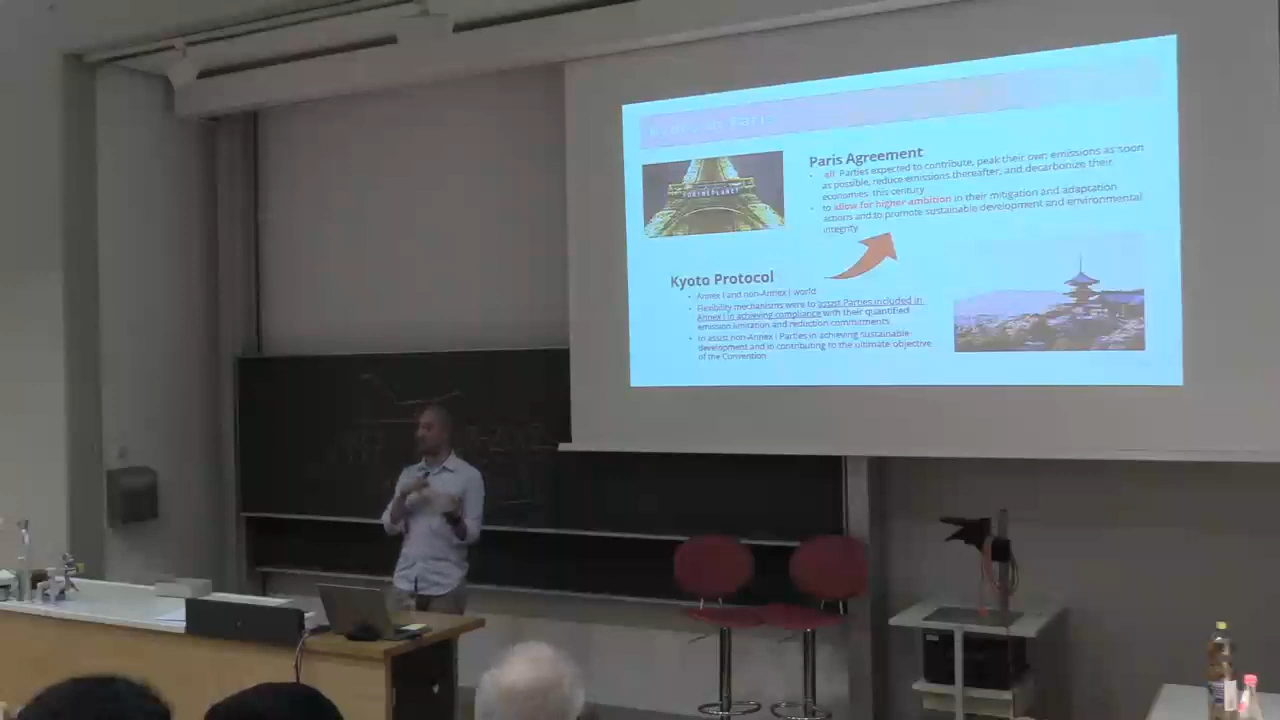 Paris
FORTHEPLANET
Paris Agreement
• all Parties expected to contribute, peak their own emissions as soon
as possible, reduce emissions thereafter, and decarbonize their
economies this century
• to allow for higher ambition in their mitigation and adaptation
actions and to promote sustainable development and environmental
integrity
Kyoto Protocol
• Annex I and non-Annex I world
• Flexibility mechanisms were to assist Parties included in
Annex I in achieving compliance with their quantified
emission limitation and reduction commitments
• to assist non-Annex I Parties in achieving sustainable
development and in contributing to the ultimate objective
of the Convention